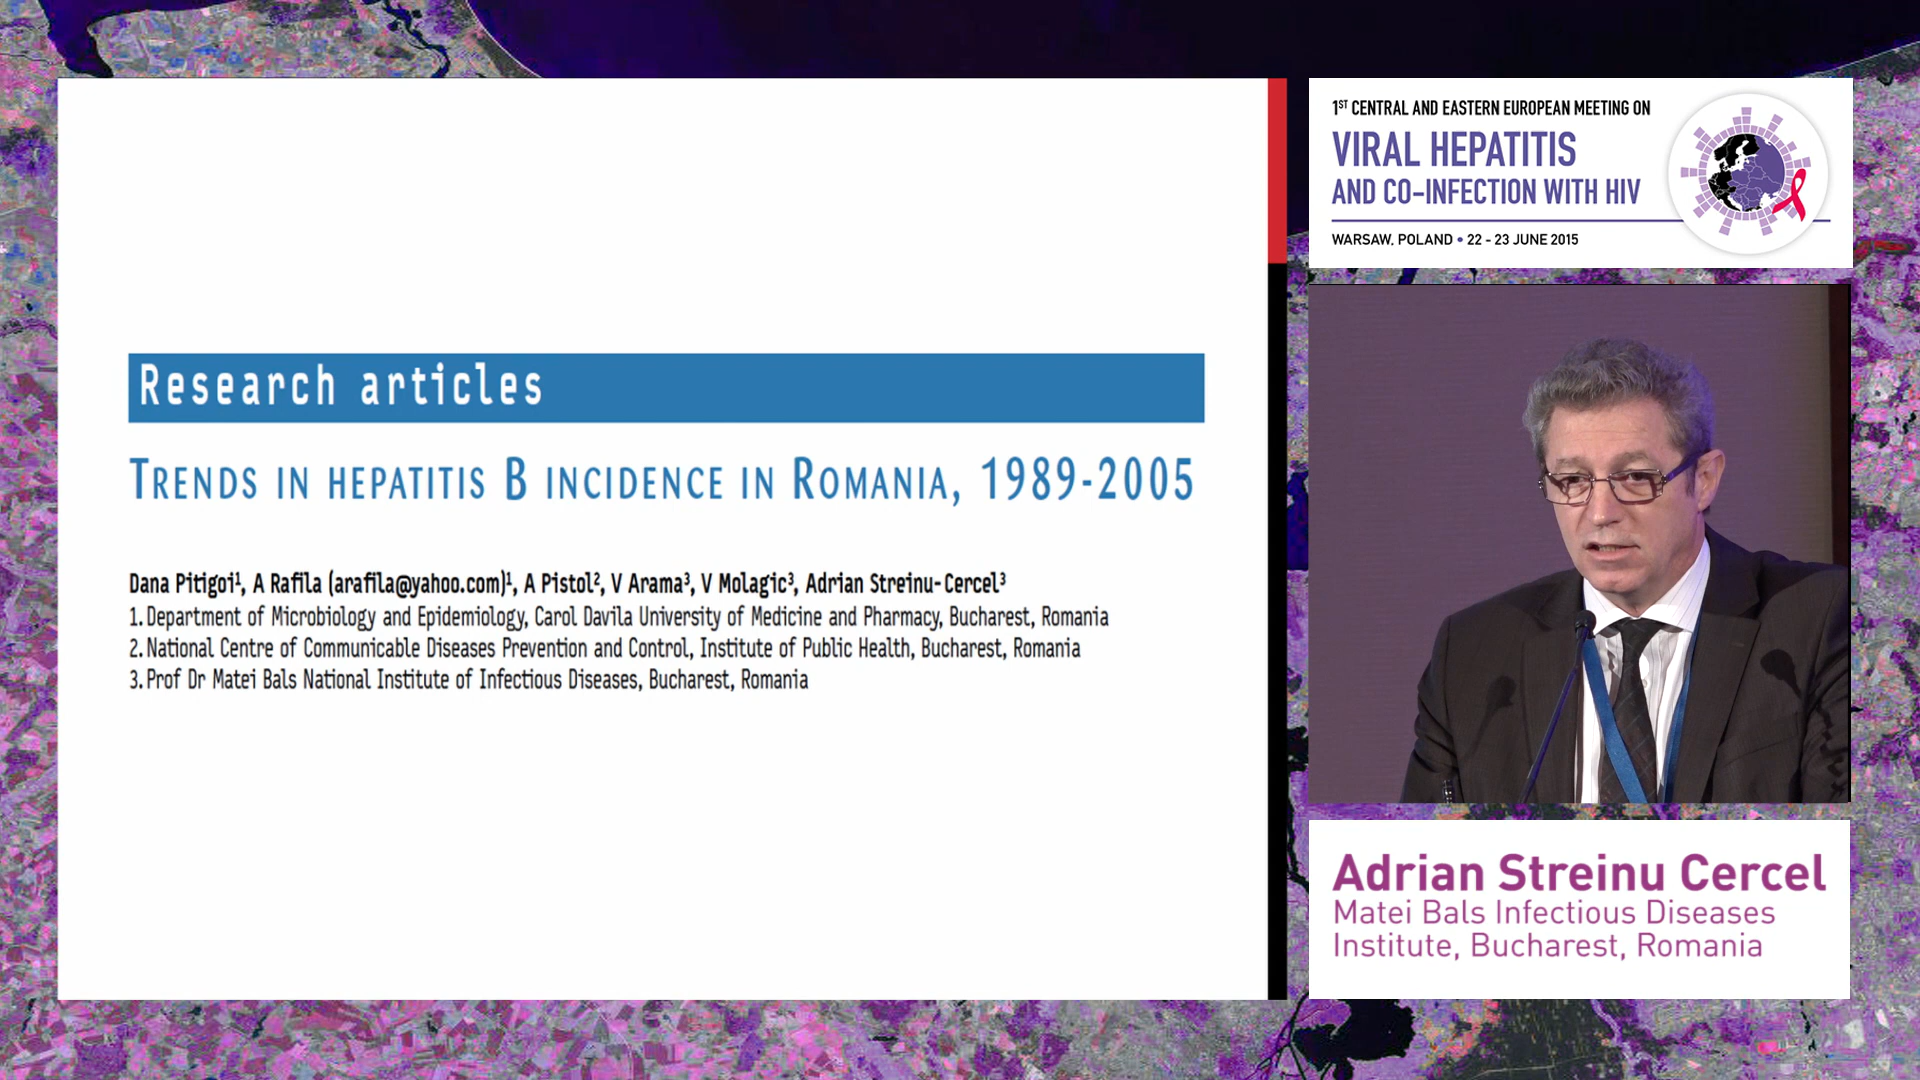 Research articles
Trends in hepatitis B incidence in Romania, 1989-2005
Dana Pitigoi¹, A Rafila (arafila@yahoo.com)¹, A Pistol², V Arama³, V Molagic³, Adrian Streinu-Cercel³
1. Department of Microbiology and Epidemiology, Carol Davila University of Medicine and Pharmacy, Bucharest, Romania
2. National Centre of Communicable Diseases Prevention and Control, Institute of Public Health, Bucharest, Romania
3. Prof Dr Matei Bals National Institute of Infectious Diseases, Bucharest, Romania
1ST CENTRAL AND EASTERN EUROPEAN MEETING ON
VIRAL HEPATITIS
AND CO-INFECTION WITH HIV
WARSAW, POLAND • 22 - 23 JUNE 2015
Adrian Streinu Cercel
Matei Bals Infectious Diseases
Institute, Bucharest, Romania